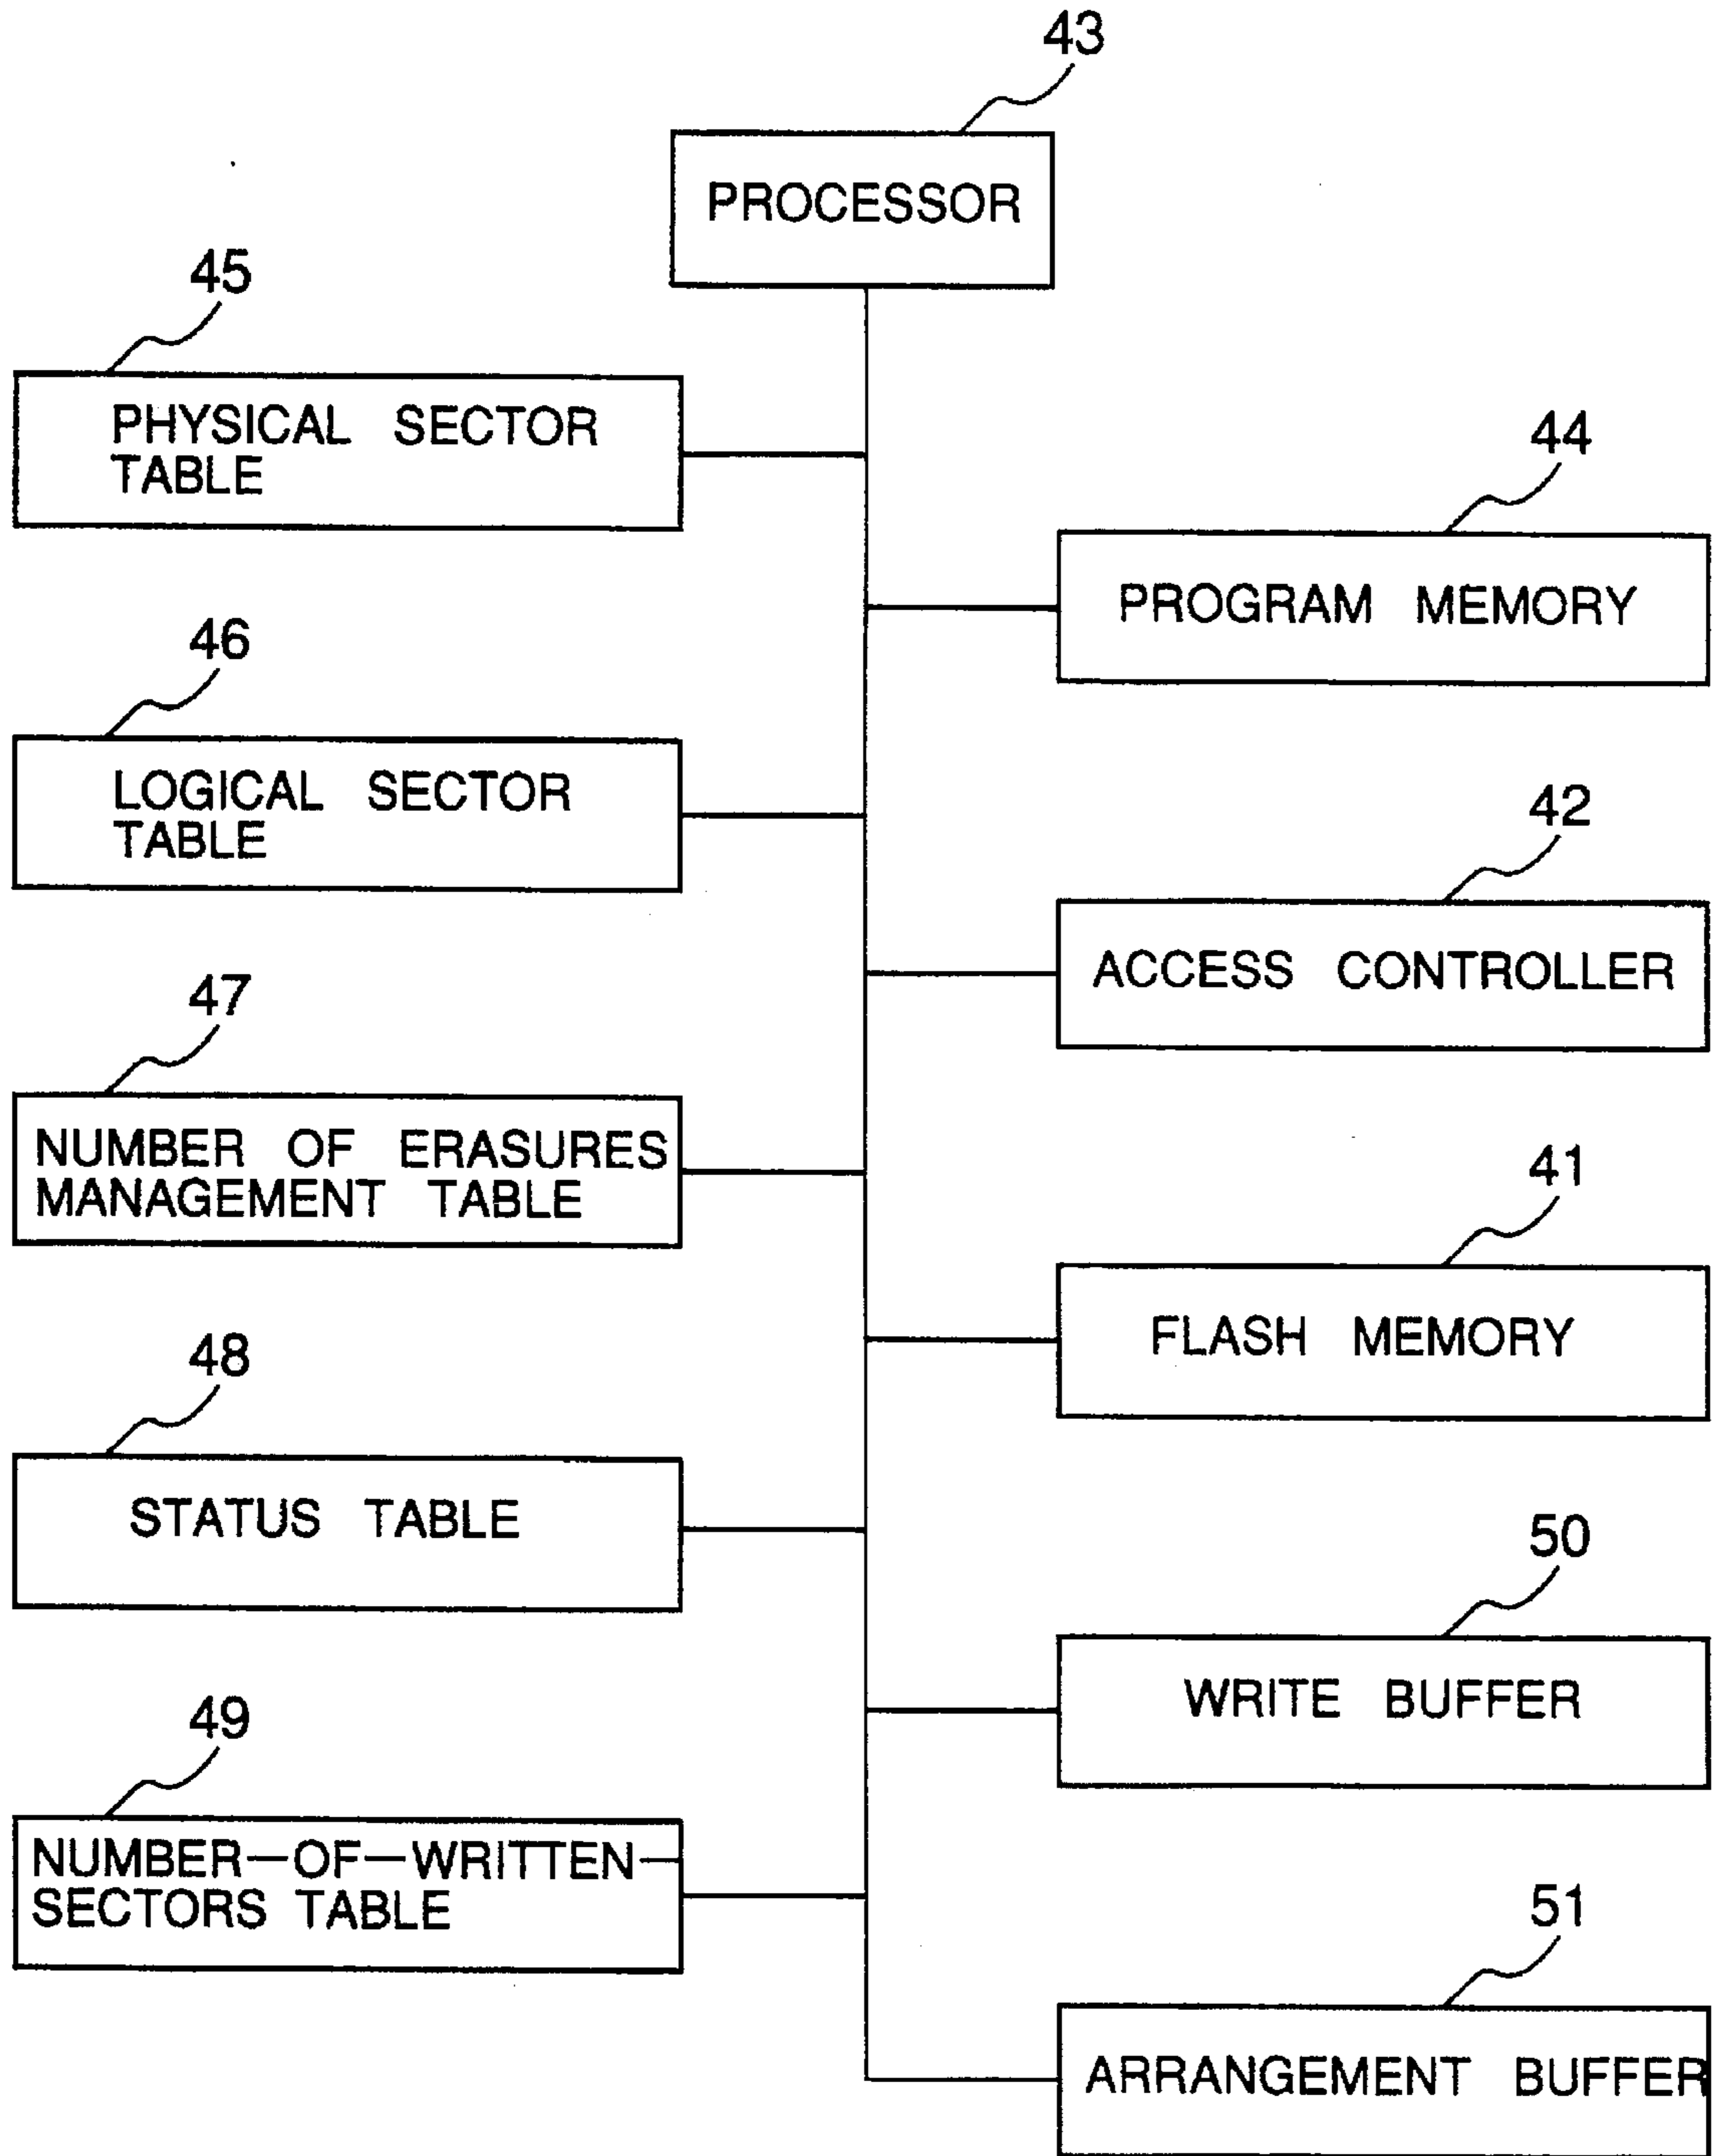 43
PROCESSOR
45
PHYSICAL SECTOR
TABLE
44
PROGRAM MEMORY
46
LOGICAL SECTOR
TABLE
42
ACCESS CONTROLLER
47
NUMBER OF ERASURES
MANAGEMENT TABLE
41
FLASH MEMORY
48
STATUS TABLE
50
WRITE BUFFER
49
NUMBER-OF-WRITTEN-
SECTORS TABLE
51
ARRANGEMENT BUFFER